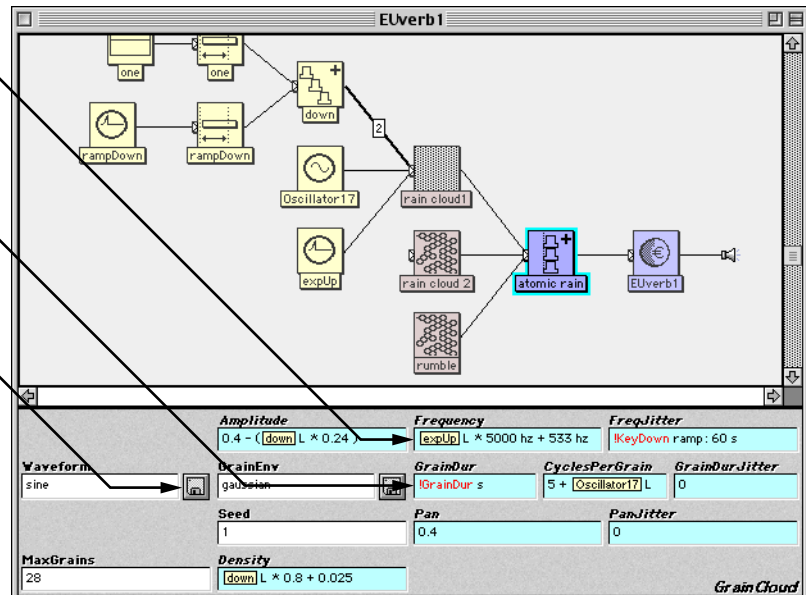 EUverb1
one
one
down
2
rampDown
rampDown
Oscillator17
rain cloud1
expUp
rain cloud 2
atomic rain
EUverb1
rumble
Amplitude
Frequency
FreqJitter
0.4 - ( down L * 0.24 )
expUp L * 5000 hz + 533 hz
!KeyDown ramp: 60 s
Waveform
GrainEnv
GrainDur
CyclesPerGrain
GrainDurJitter
sine
gaussian
!GrainDur s
5 + Oscillator17 L
0
Seed
Pan
PanJitter
1
0.4
0
MaxGrains
Density
28
down L * 0.8 + 0.025
GrainCloud